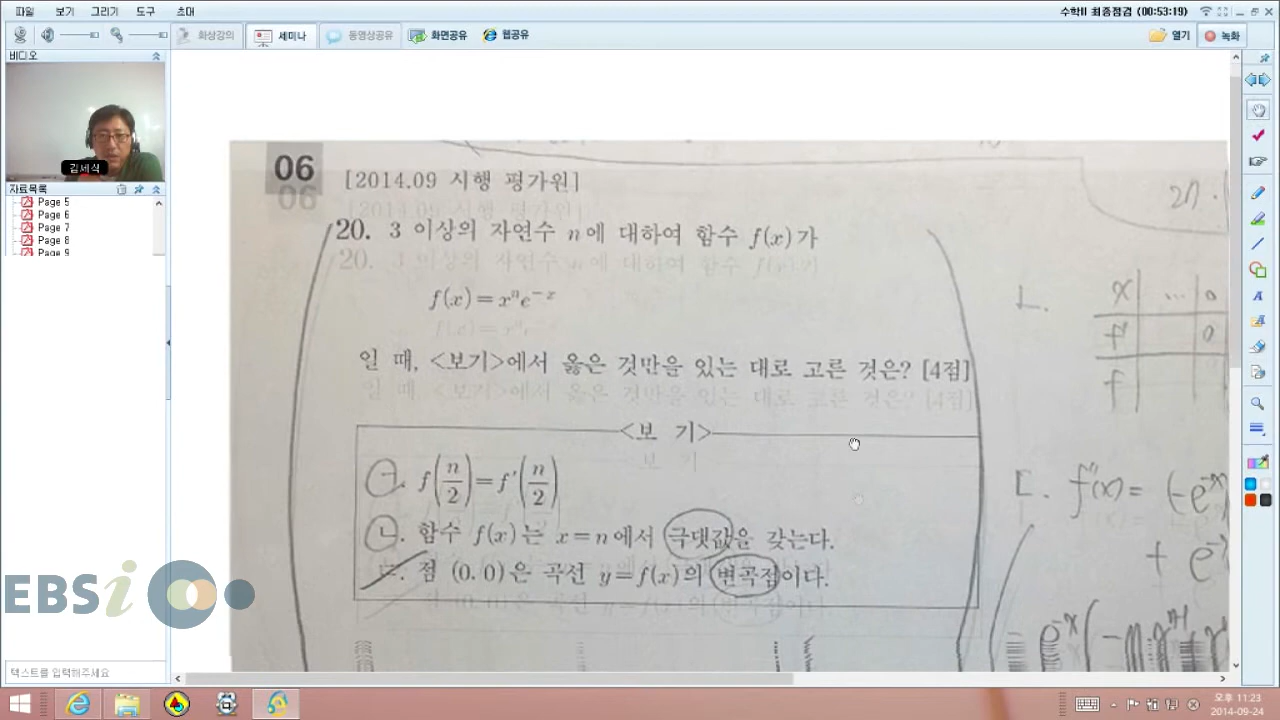 파일 보기 그리기 도구 초대
수학II 최종점검 (00:53:19)
화상강의 세미나 동영상공유 화면공유 웹공유
열기 녹화
비디오
김세식
자료목록
Page 5
Page 6
Page 7
Page 8
Page 9
06
[2014.09 시행 평가원]
20. 3 이상의 자연수 n에 대하여 함수 f(x)가
f(x)=xⁿe⁻ˣ
일 때, <보기>에서 옳은 것만을 있는 대로 고른 것은? [4점]
<보 기>
ㄱ. f(n/2)=f′(n/2)
ㄴ. 함수 f(x)는 x=n에서 극댓값을 갖는다.
ㄷ. 점 (0, 0)은 곡선 y=f(x)의 변곡점이다.
2n
ㄴ.
x ... 0
f′ 0
f
ㄷ. f″(x)= (-e⁻ˣ
+ e⁻
EBSi
텍스트를 입력해주세요
오후 11:23
2014-09-24